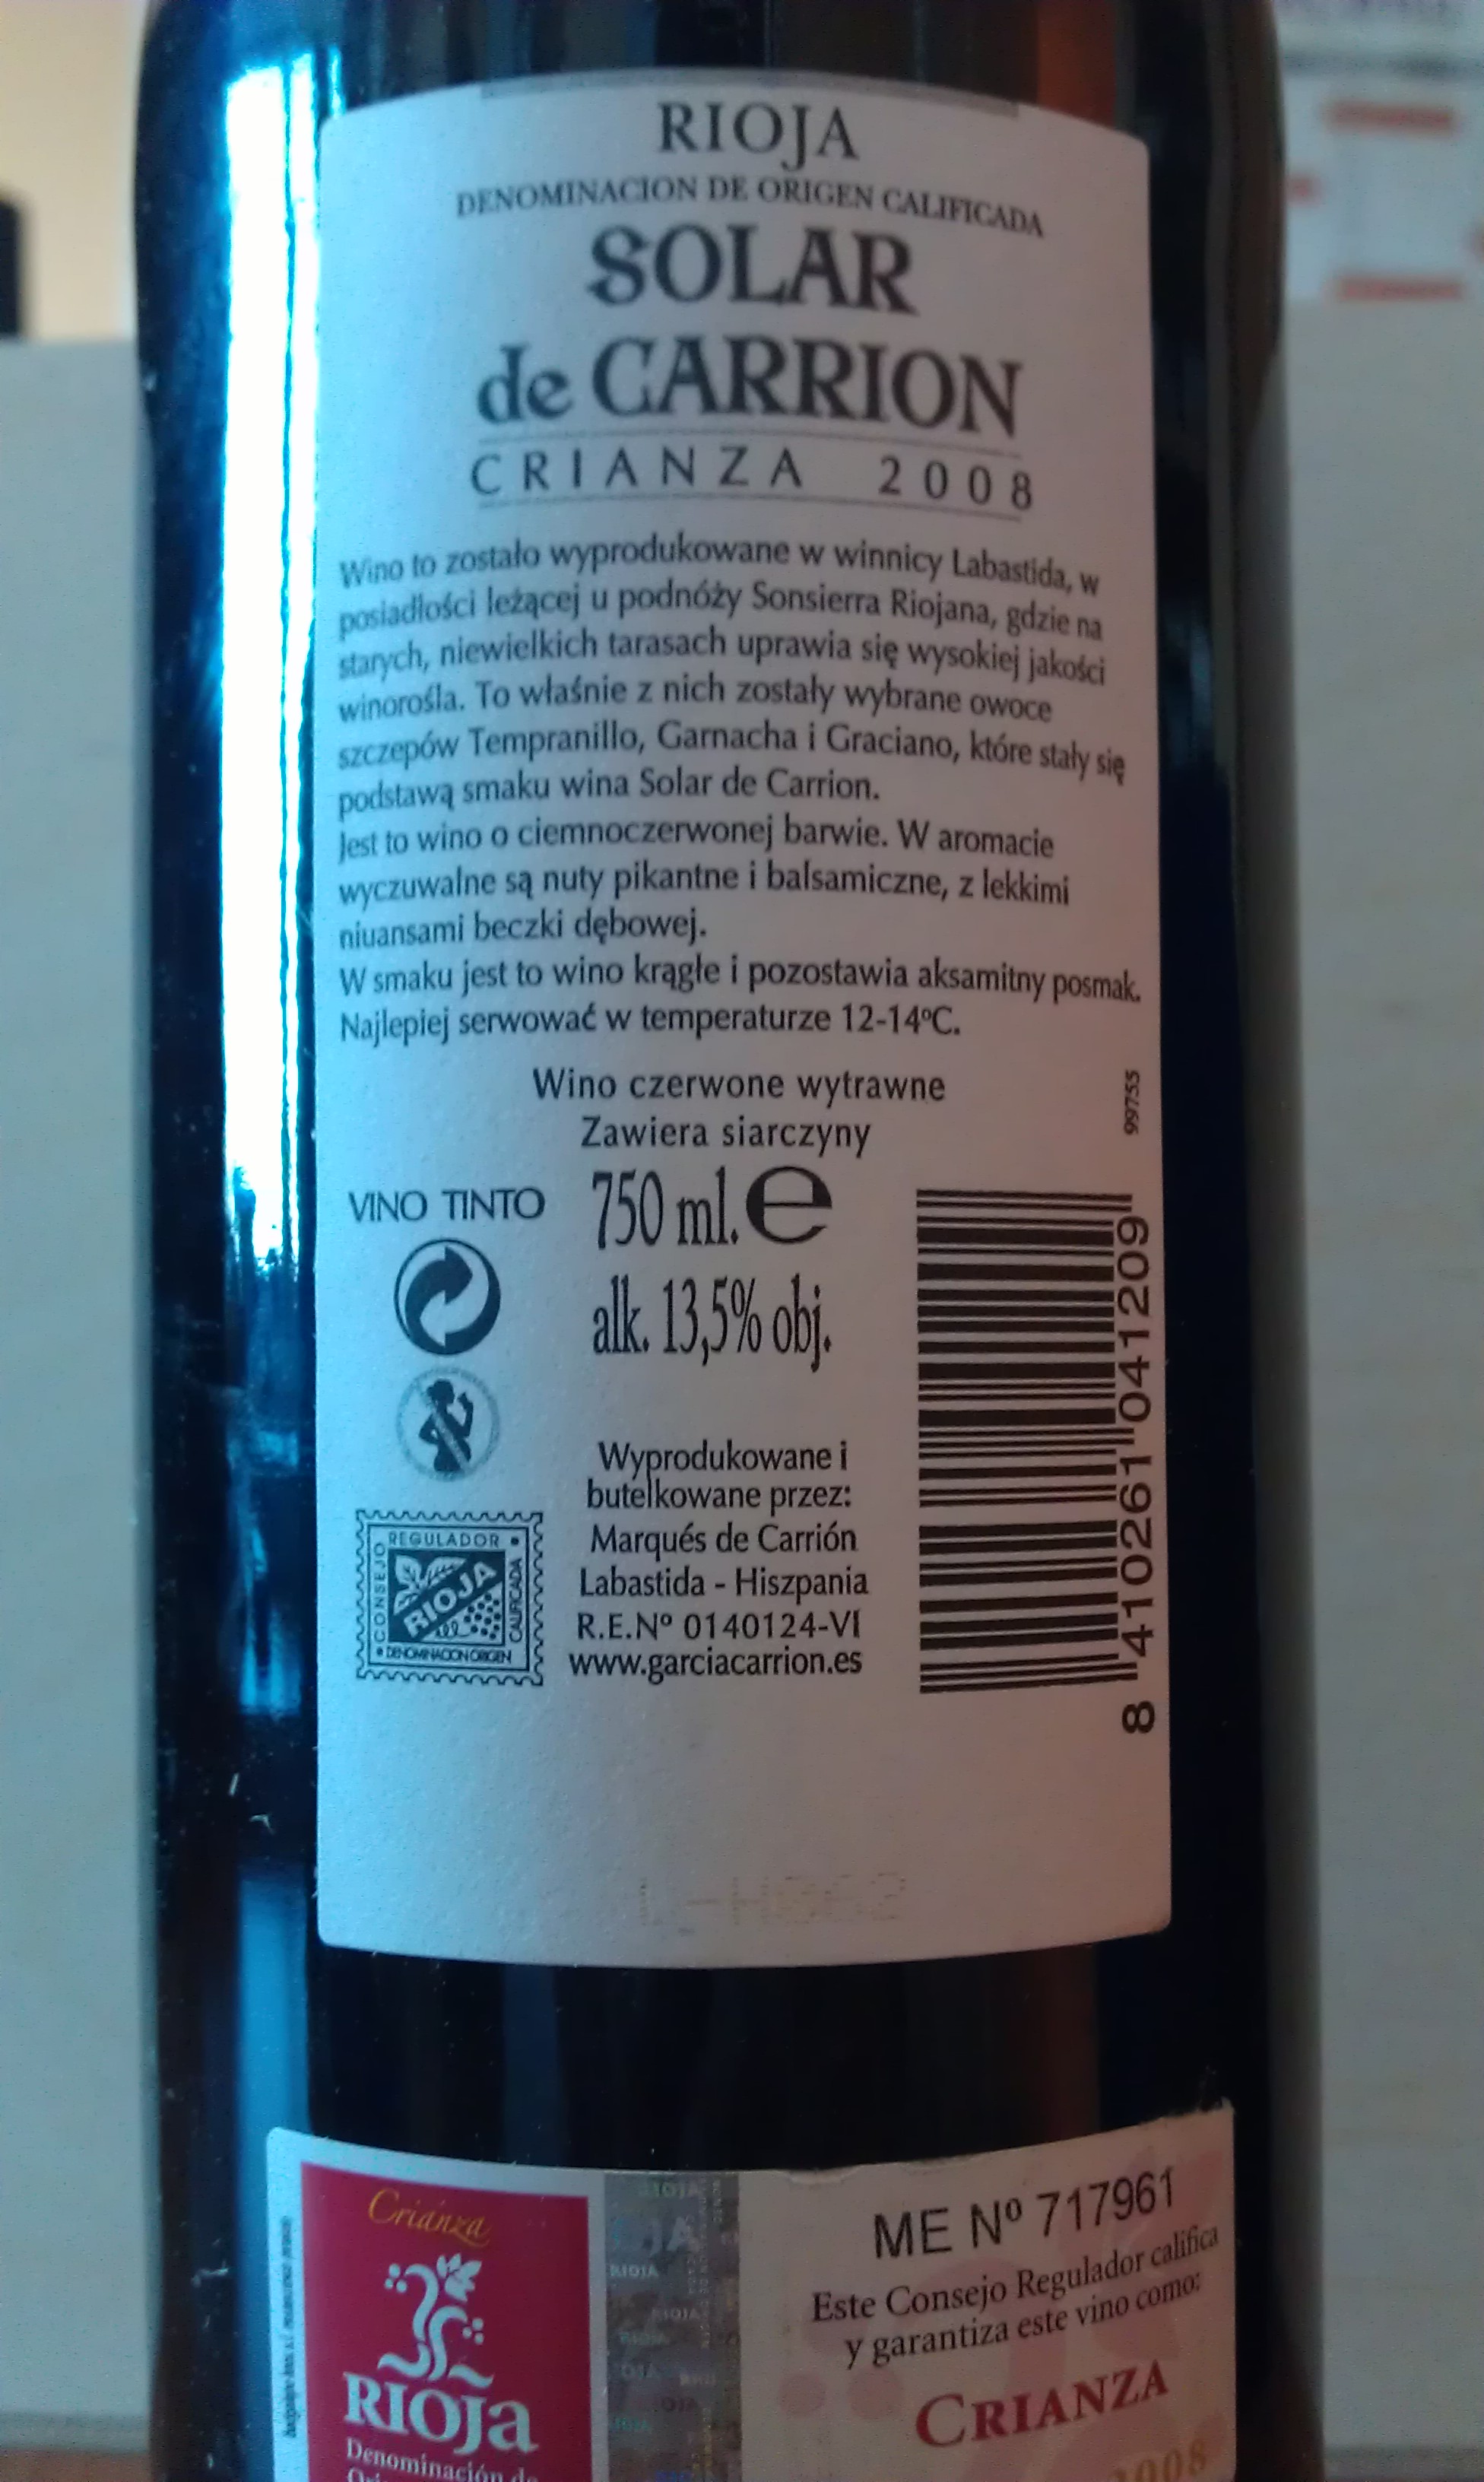 RIOJA
DENOMINACION DE ORIGEN CALIFICADA
SOLAR
de CARRION
CRIANZA 2008
Wino to zostało wyprodukowane w winnicy Labastida, w
posiadłości leżącej u podnóży Sonsierra Riojana, gdzie na
starych, niewielkich tarasach uprawia się wysokiej jakości
winorośla. To właśnie z nich zostały wybrane owoce
szczepów Tempranillo, Garnacha i Graciano, które stały się
podstawą smaku wina Solar de Carrion.
Jest to wino o ciemnoczerwonej barwie. W aromacie
wyczuwalne są nuty pikantne i balsamiczne, z lekkimi
niuansami beczki dębowej.
W smaku jest to wino krągłe i pozostawia aksamitny posmak.
Najlepiej serwować w temperaturze 12-14ºC.
Wino czerwone wytrawne
Zawiera siarczyny
99755
VINO TINTO
750 ml. e
alk. 13,5% obj.
Wyprodukowane i
butelkowane przez:
Marqués de Carrión
Labastida - Hiszpania
R.E.Nº 0140124-VI
www.garciacarrion.es
CONSEJO REGULADOR
RIOJA
DENOMINACION ORIGEN CALIFICADA
8 410261 041209
Crianza
RIOJa
Denominación de
RIOJA
ME Nº 717961
Este Consejo Regulador califica
y garantiza este vino como:
CRIANZA
2008